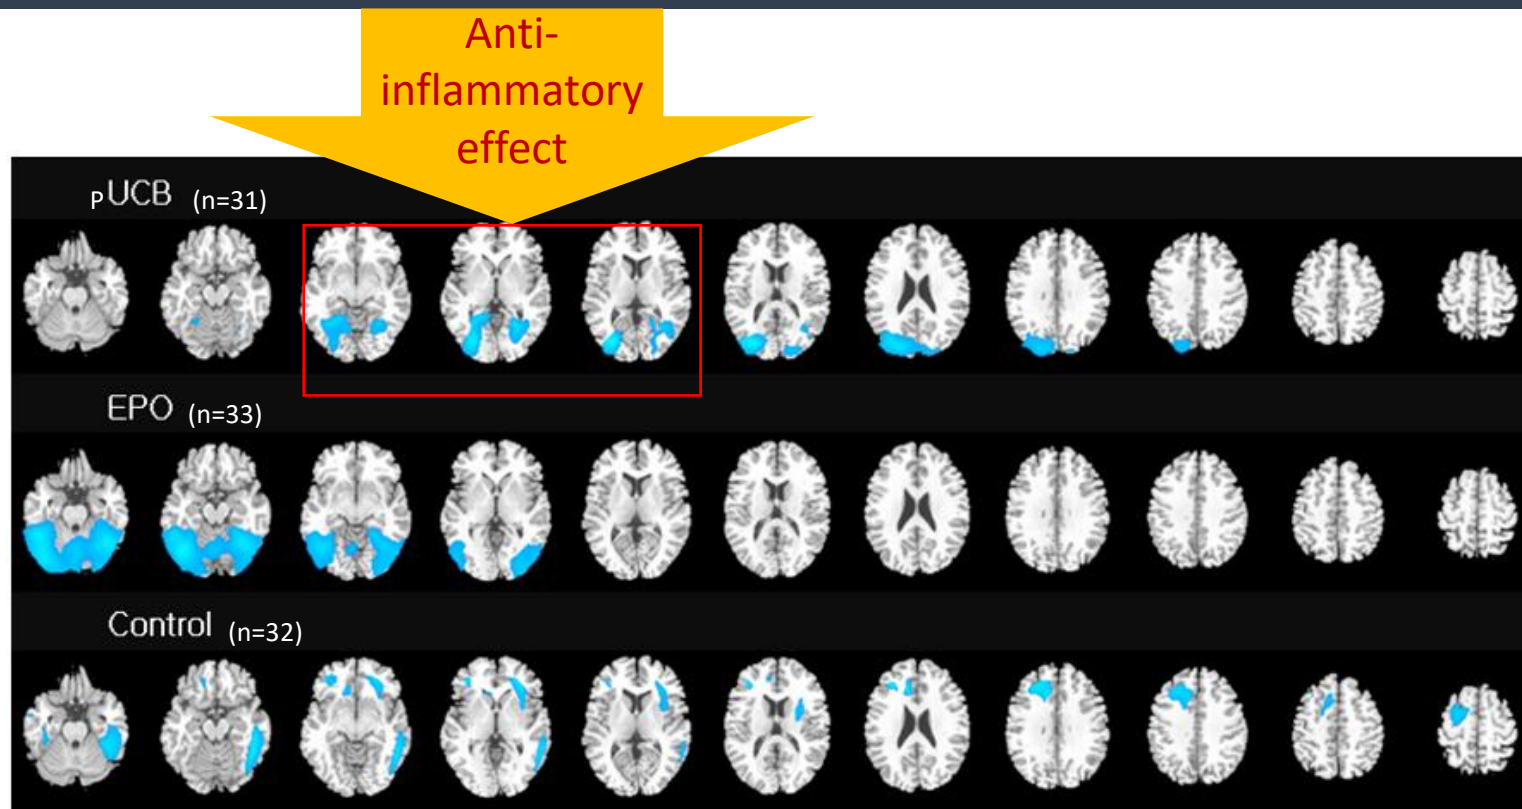 Anti-
inflammatory
effect
PUCB (n=31)
EPO (n=33)
Control (n=32)